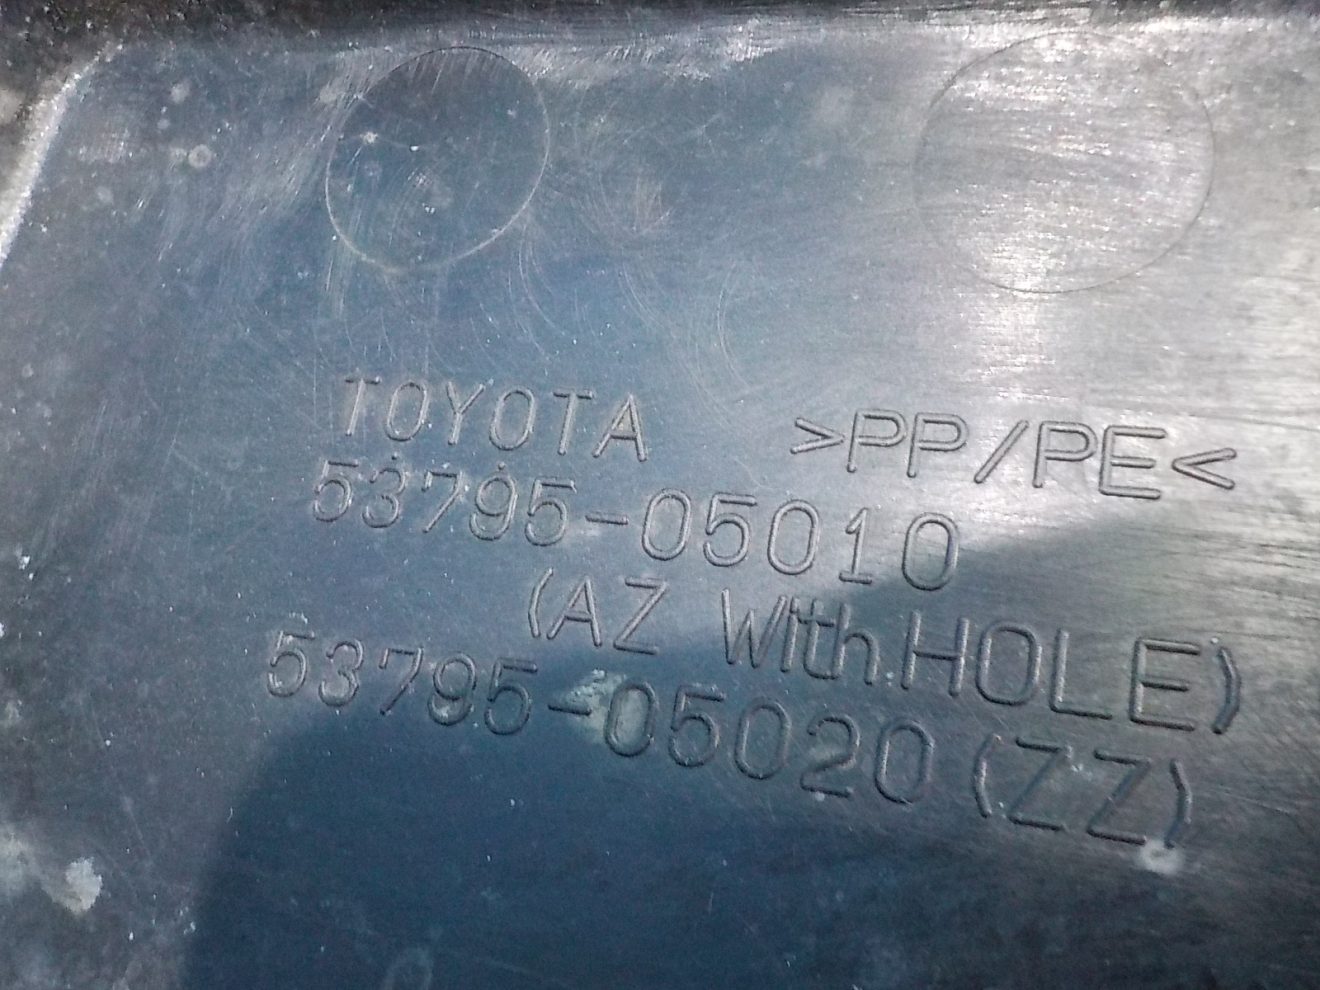 TOYOTA >PP/PE<
53795-05010
(AZ With HOLE)
53795-05020 (ZZ)